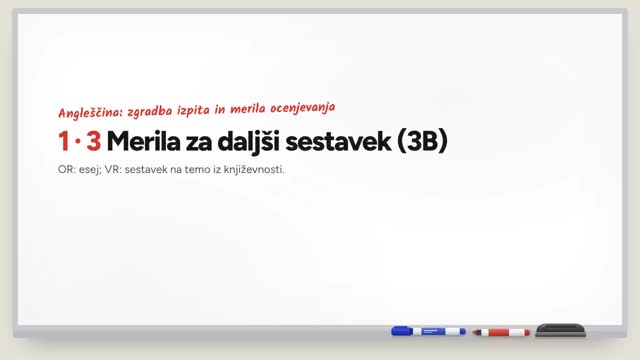 Angleščina: zgradba izpita in merila ocenjevanja
1 · 3 Merila za daljši sestavek (3B)
OR: esej; VR: sestavek na temo iz književnosti.